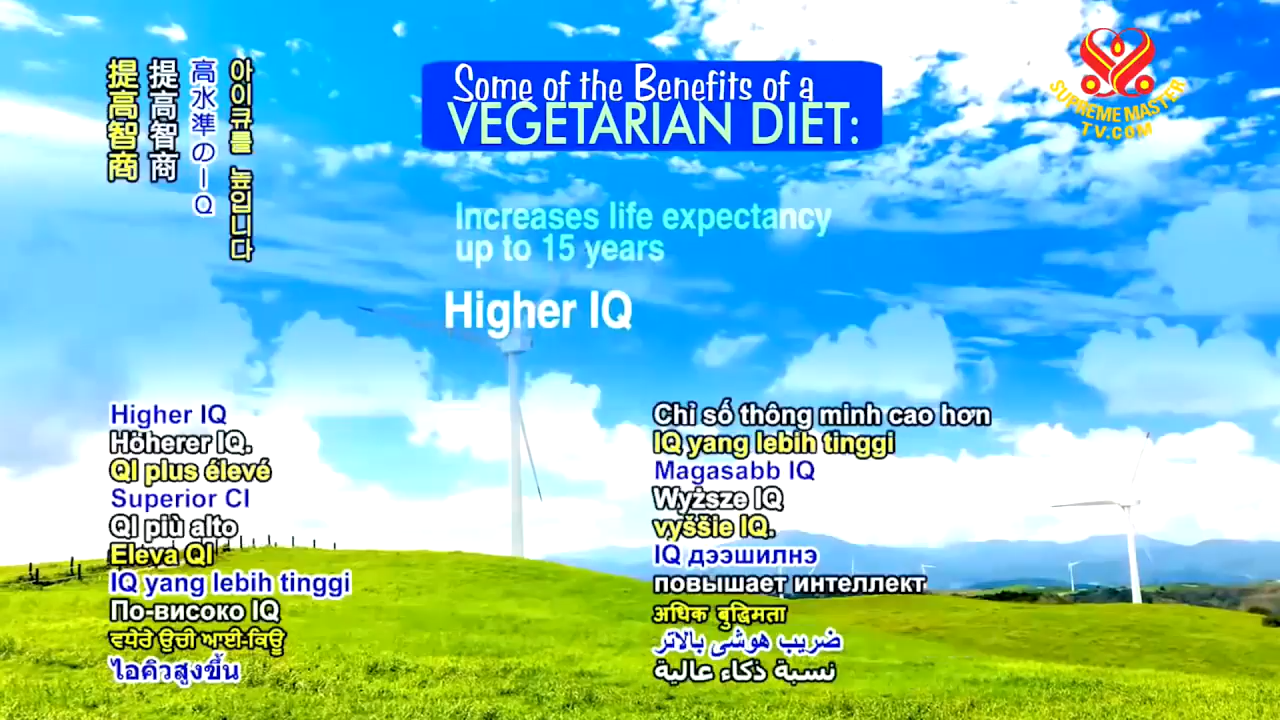 Some of the Benefits of a
VEGETARIAN DIET:
SUPREME MASTER
TV.COM
提高智商
提高智商
高水準のIQ
아이큐를 높입니다
Increases life expectancy
up to 15 years
Higher IQ
Higher IQ
Höherer IQ.
QI plus élevé
Superior CI
QI più alto
Eleva QI
IQ yang lebih tinggi
По-високо IQ
ਵਧੇਰੇ ਉਚੀ ਆਈ-ਕਿਊ
ไอคิวสูงขึ้น
Chỉ số thông minh cao hơn
IQ yang lebih tinggi
Magasabb IQ
Wyższe IQ
vyššie IQ.
IQ дээшилнэ
повышает интеллект
अधिक बुद्धिमता
ضریب هوشی بالاتر
نسبة ذكاء عالية